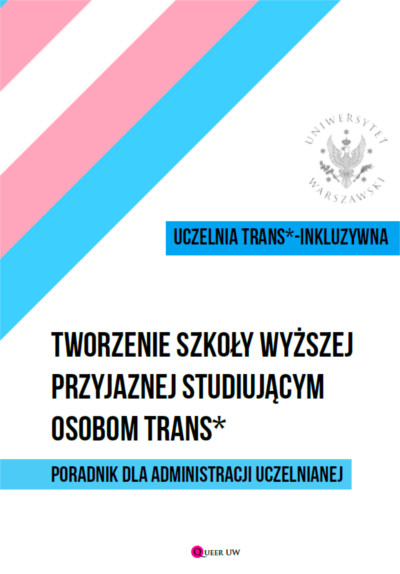 UNIWERSYTET
WARSZAWSKI
UCZELNIA TRANS*-INKLUZYWNA
TWORZENIE SZKOŁY WYŻSZEJ
PRZYJAZNEJ STUDIUJĄCYM
OSOBOM TRANS*
PORADNIK DLA ADMINISTRACJI UCZELNIANEJ
QUEER UW